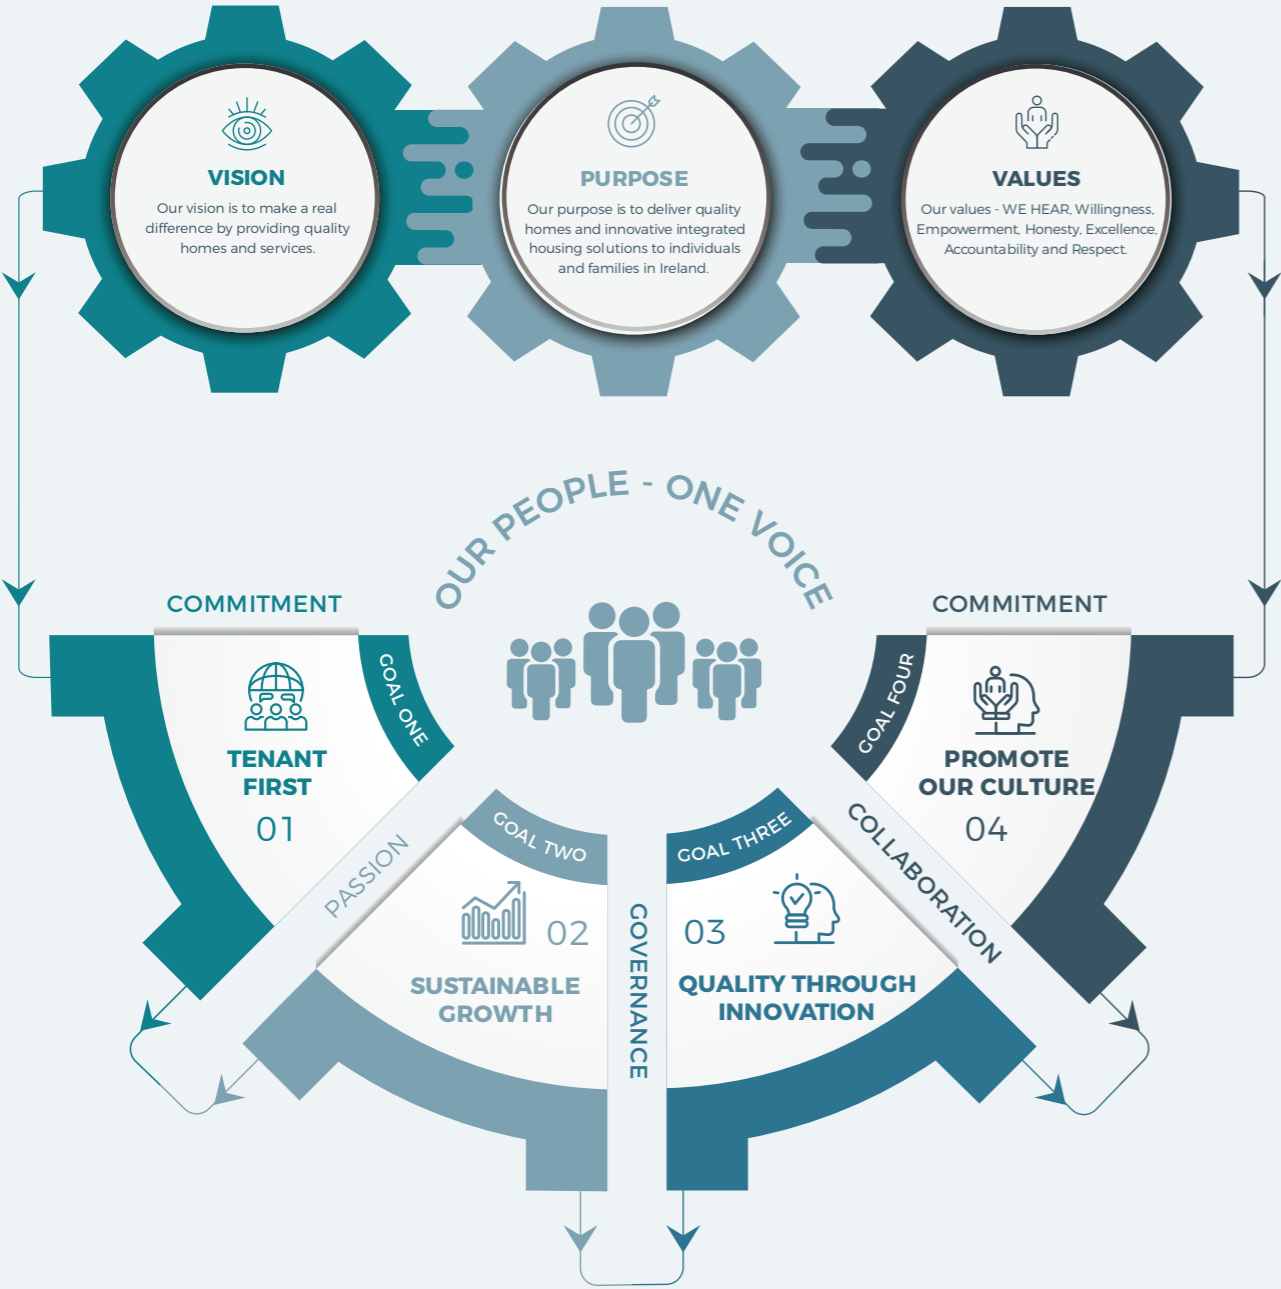 VISION
Our vision is to make a real
difference by providing quality
homes and services.
PURPOSE
Our purpose is to deliver quality
homes and innovative integrated
housing solutions to individuals
and families in Ireland.
VALUES
Our values - WE HEAR, Willingness,
Empowerment, Honesty, Excellence,
Accountability and Respect.
OUR PEOPLE - ONE VOICE
COMMITMENT
GOAL ONE
TENANT
FIRST
01
PASSION
GOAL TWO
02
SUSTAINABLE
GROWTH
GOVERNANCE
GOAL THREE
03
QUALITY THROUGH
INNOVATION
COLLABORATION
COMMITMENT
GOAL FOUR
PROMOTE
OUR CULTURE
04